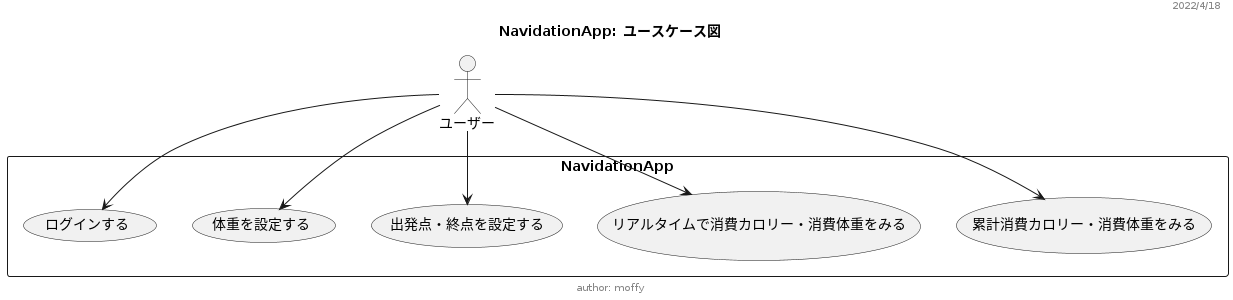 2022/4/18
NavidationApp: ユースケース図
ユーザー
NavidationApp
ログインする
体重を設定する
出発点・終点を設定する
リアルタイムで消費カロリー・消費体重をみる
累計消費カロリー・消費体重をみる
author: moffy